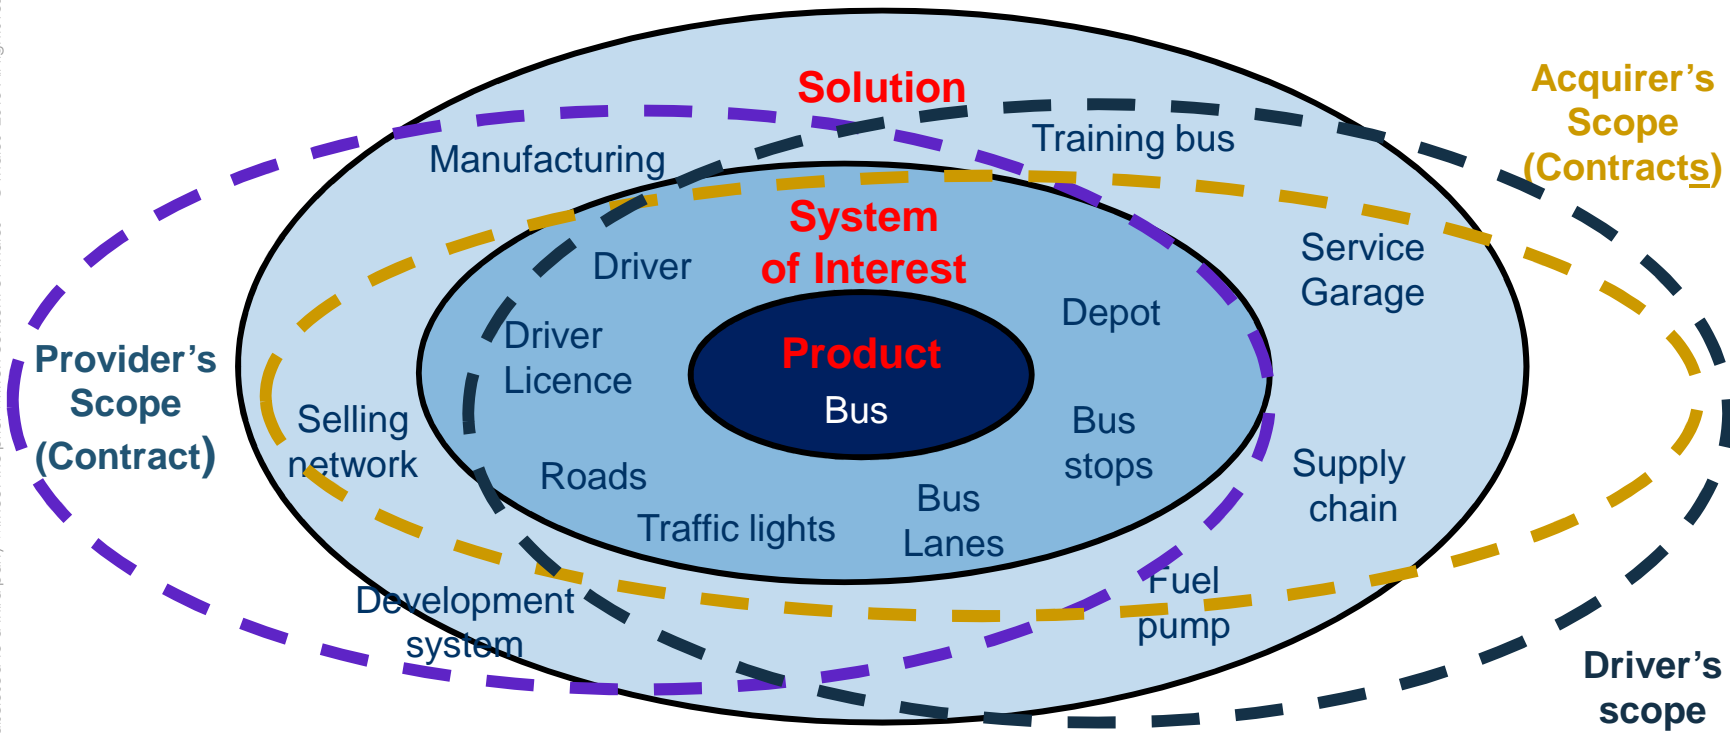 Solution
Acquirer’s
Scope
(Contracts)
Manufacturing
Training bus
System
of Interest
Driver
Service
Garage
Depot
Driver
Licence
Product
Bus
Provider’s
Scope
(Contract)
Selling
network
Bus
stops
Roads
Supply
chain
Traffic lights
Bus
Lanes
Development
system
Fuel
pump
Driver’s
scope